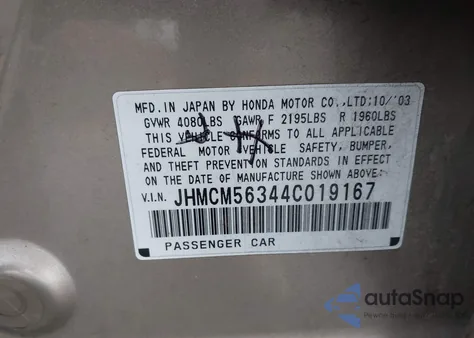 MFD.IN JAPAN BY HONDA MOTOR CO.,LTD:10/'03
GVWR 4080LBS GAWR F 2195LBS R 1960LBS
THIS VEHICLE CONFORMS TO ALL APPLICABLE
FEDERAL MOTOR VEHICLE SAFETY, BUMPER,
AND THEFT PREVENTION STANDARDS IN EFFECT
ON THE DATE OF MANUFACTURE SHOWN ABOVE:
V.I.N. JHMCM56344C019167
PASSENGER CAR
autoSnap